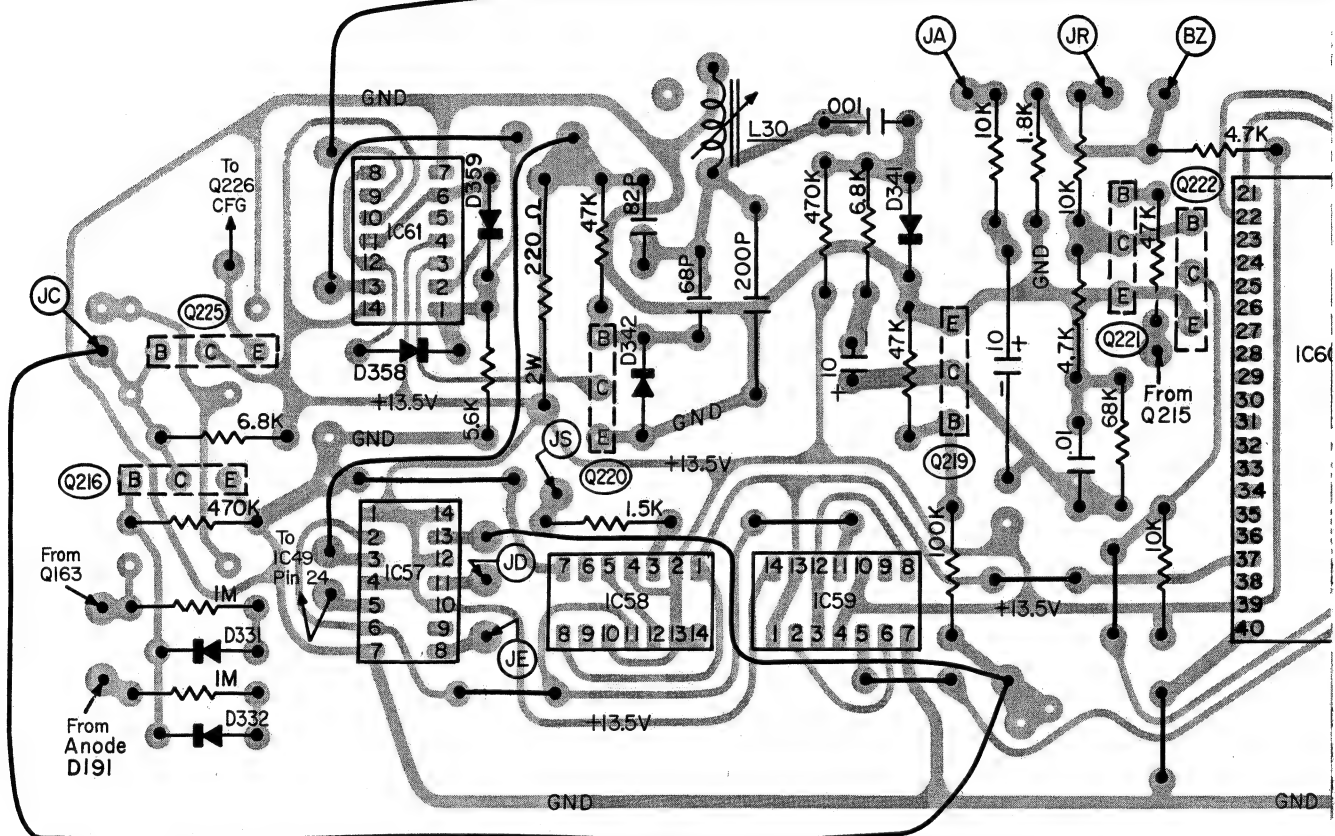 JA
JR
BZ
GND
.001
10K
1.8K
10K
4.7K
L30
To
Q226
CFG
8 7
9 6
10 5
11 4
12 3
13 2
14 1
IC61
D359
220 Ω
2W
47K
82P
68P
200P
470K
6.8K
D341
47K
Q222
B C E
B C E
Q221
GND
JC
Q225
B C E
D358
+13.5V
5.6K
B
C
E
D342
GND
10
+
47K
E
C
B
10
+
-
4.7K
68K
From
Q215
21
22
23
24
25
26
27
28
29
30
31
32
33
34
35
36
37
38
39
40
6.8K
GND
JS
Q220
+13.5V
Q219
.01
Q216
B C E
470K
To
IC49
Pin 24
1 14
2 13
3 12
4 11
5 10
6 9
7 8
IC57
JD
JE
1.5K
7 6 5 4 3 2 1
IC58
8 9 10 11 12 13 14
14 13 12 11 10 9 8
IC59
1 2 3 4 5 6 7
100K
10K
+13.5V
From
Q163
1M
D331
1M
D332
From
Anode
D191
+13.5V
GND
GND